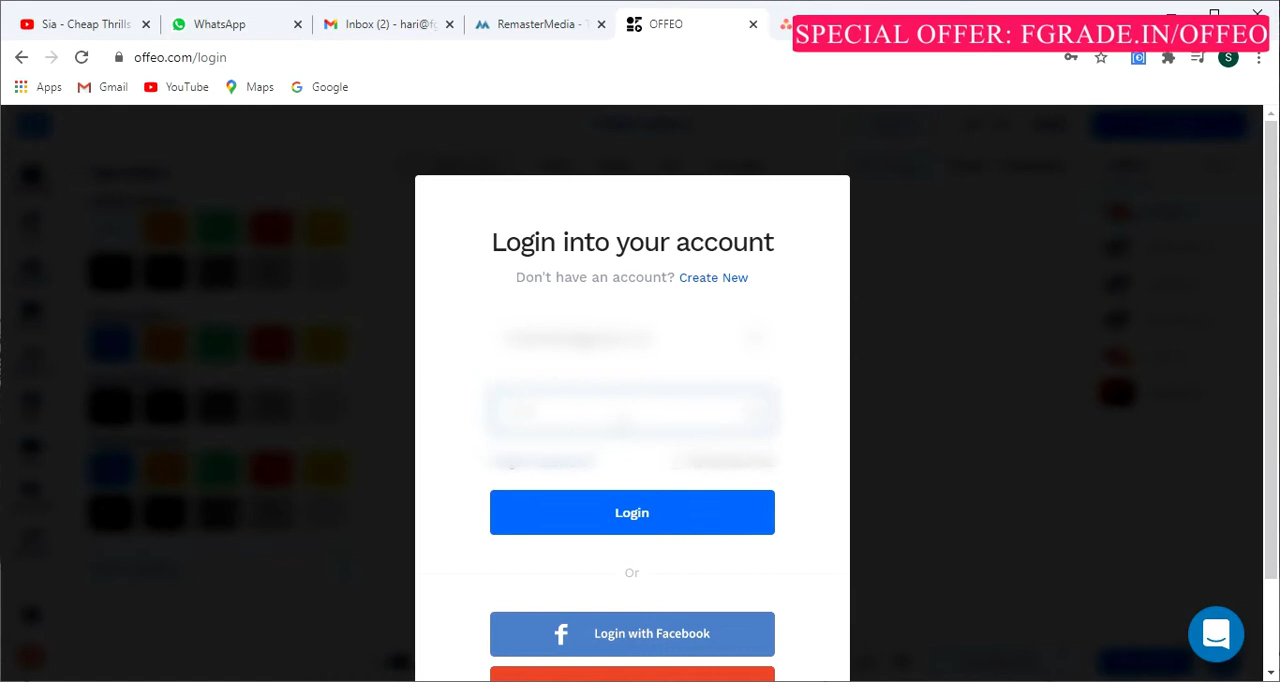 Sia - Cheap Thrills
WhatsApp
Inbox (2) - hari@fg
RemasterMedia - T
OFFEO
SPECIAL OFFER: FGRADE.IN/OFFEO
offeo.com/login
S
Apps
Gmail
YouTube
Maps
Google
Login into your account
Don't have an account? Create New
Login
Or
Login with Facebook